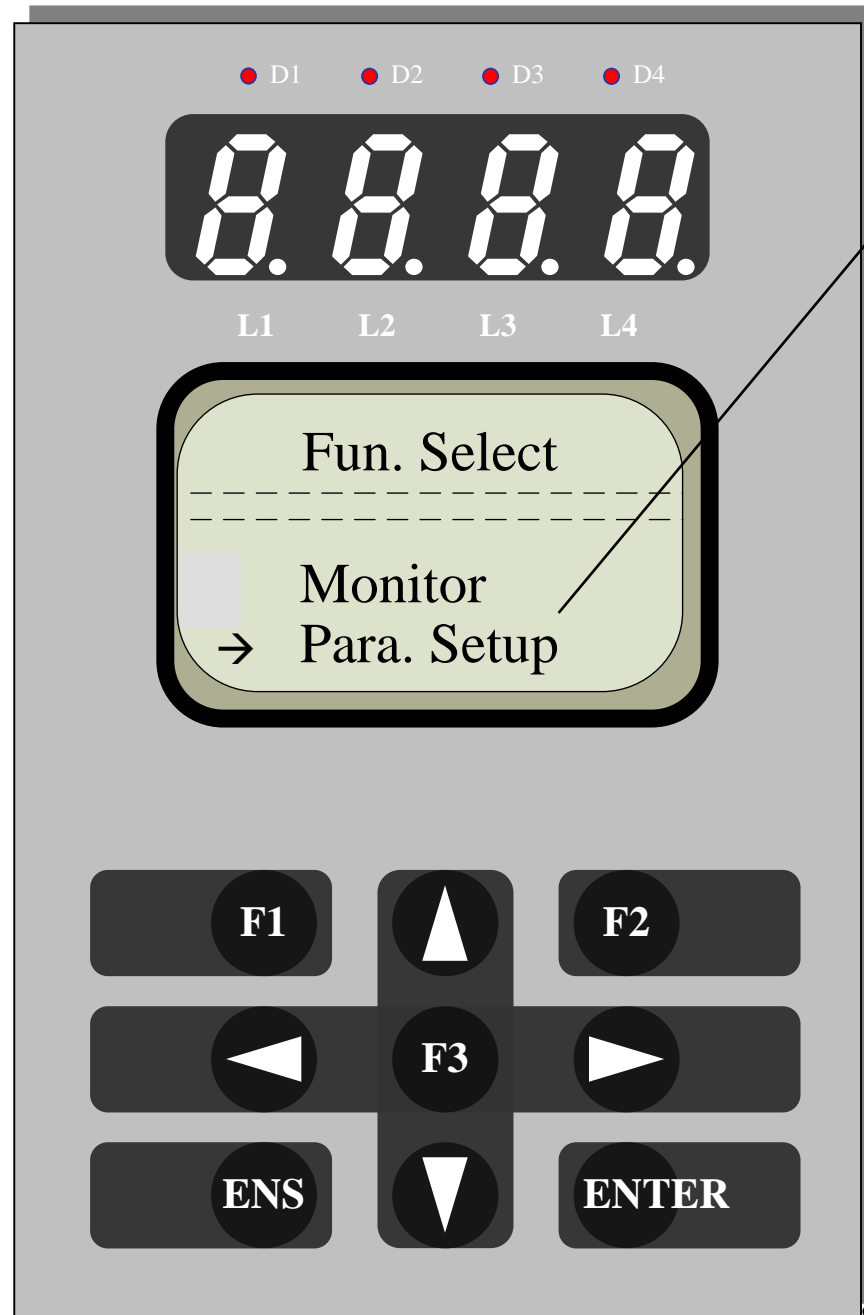 D1 D2 D3 D4
8.8.8.8.
L1 L2 L3 L4
Fun. Select
Monitor
→ Para. Setup
F1 F2
F3
ENS ENTER